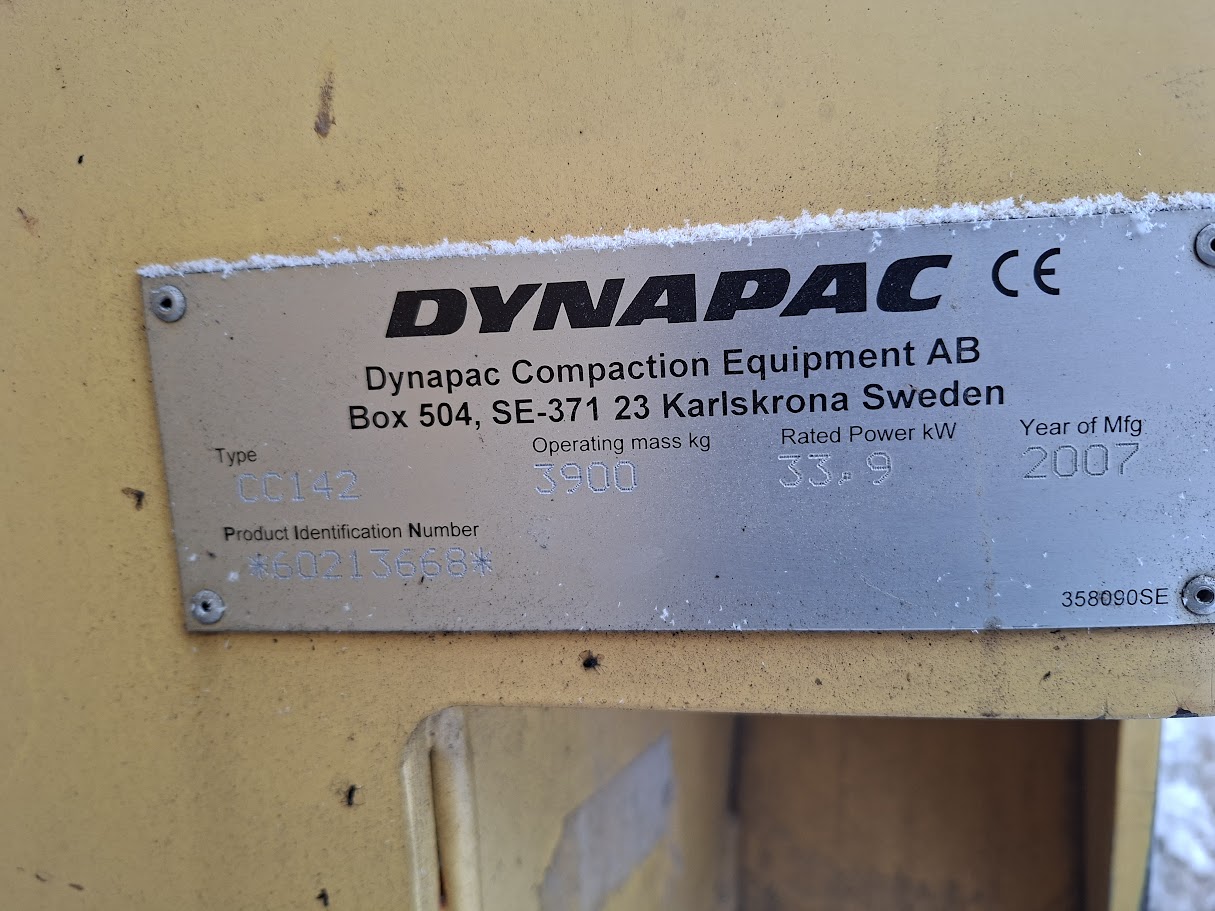 DYNAPAC CE
Dynapac Compaction Equipment AB
Box 504, SE-371 23 Karlskrona Sweden
Type Operating mass kg Rated Power kW Year of Mfg
CC142 3900 33.9 2007
Product Identification Number
*60213668*
358090SE